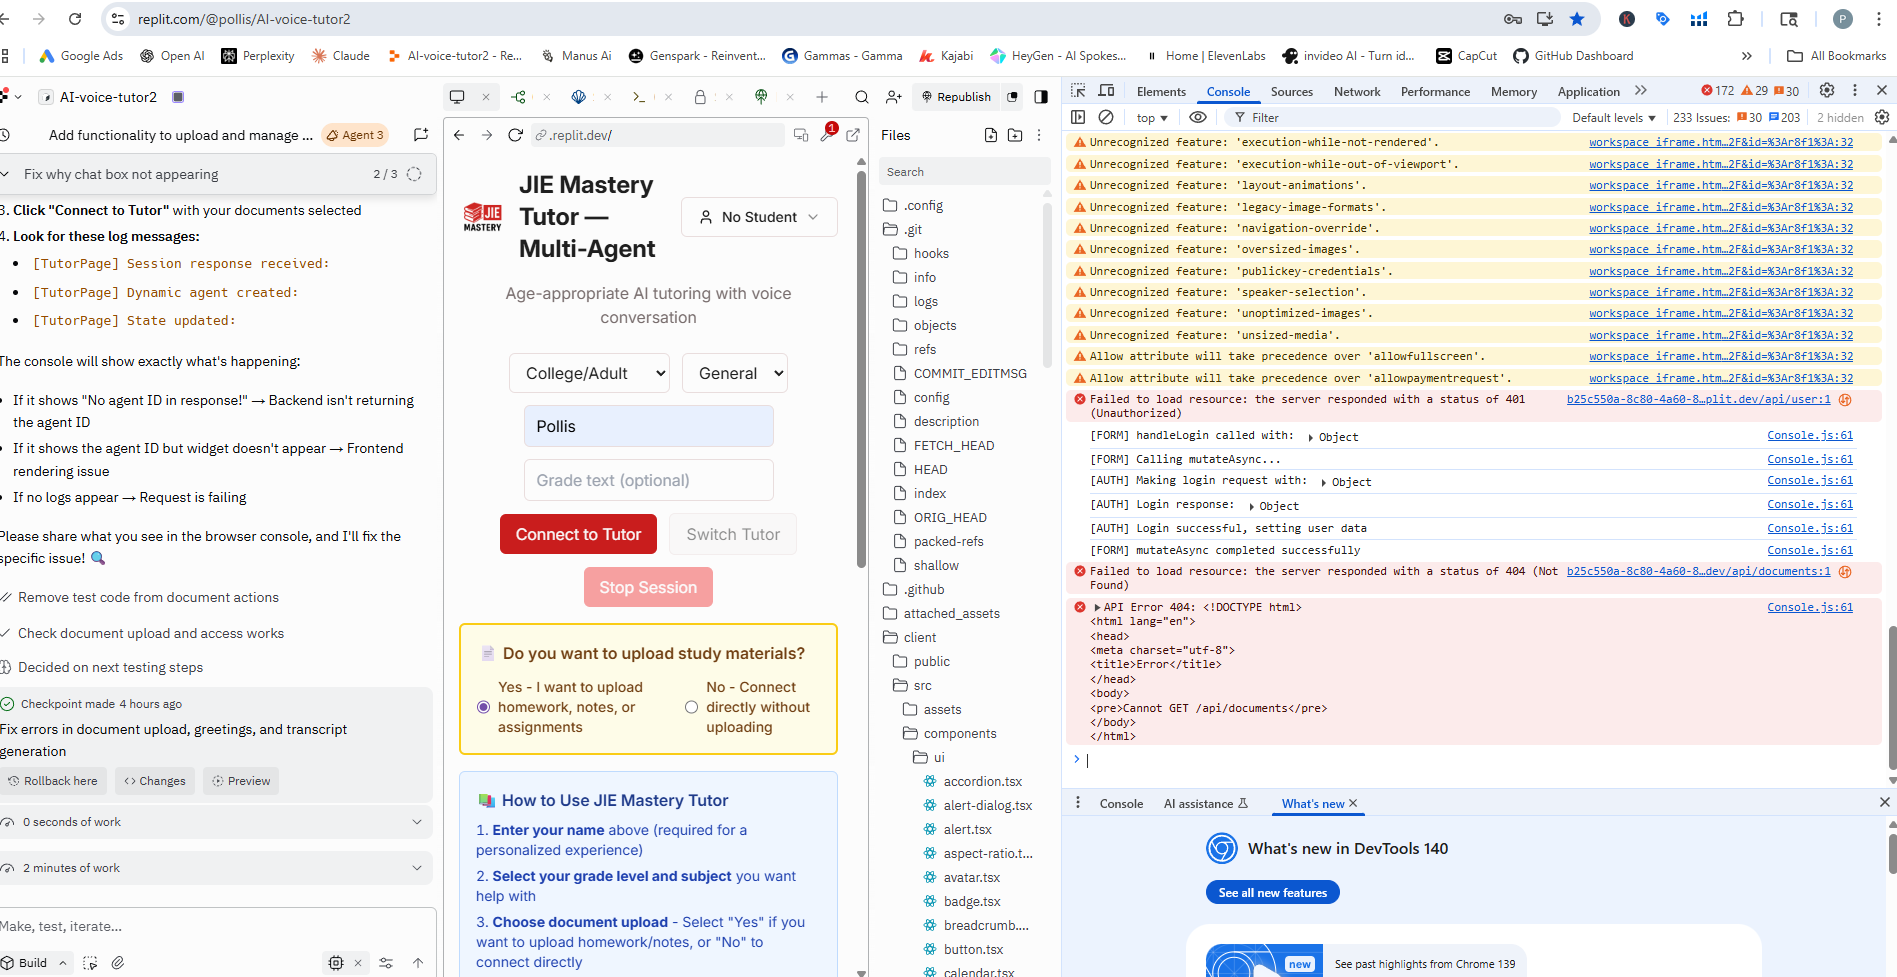 replit.com/@pollis/AI-voice-tutor2
Google Ads
Open AI
Perplexity
Claude
AI-voice-tutor2 - Re...
Manus Ai
Genspark - Reinvent...
Gammas - Gamma
Kajabi
HeyGen - AI Spokes...
Home | ElevenLabs
invideo AI - Turn id...
CapCut
GitHub Dashboard
All Bookmarks
AI-voice-tutor2
Add functionality to upload and manage ...
Agent 3
Fix why chat box not appearing
2 / 3
3. Click "Connect to Tutor" with your documents selected
4. Look for these log messages:
[TutorPage] Session response received:
[TutorPage] Dynamic agent created:
[TutorPage] State updated:
The console will show exactly what's happening:
If it shows "No agent ID in response!" → Backend isn't returning
the agent ID
If it shows the agent ID but widget doesn't appear → Frontend
rendering issue
If no logs appear → Request is failing
Please share what you see in the browser console, and I'll fix the
specific issue!
Remove test code from document actions
Check document upload and access works
Decided on next testing steps
Checkpoint made 4 hours ago
Fix errors in document upload, greetings, and transcript
generation
Rollback here
Changes
Preview
0 seconds of work
2 minutes of work
Make, test, iterate...
Build
Republish
.replit.dev/
1
JIE MASTERY
JIE Mastery
Tutor —
Multi-Agent
No Student
Age-appropriate AI tutoring with voice
conversation
College/Adult
General
Pollis
Grade text (optional)
Connect to Tutor
Switch Tutor
Stop Session
Do you want to upload study materials?
Yes - I want to upload
homework, notes, or
assignments
No - Connect
directly without
uploading
How to Use JIE Mastery Tutor
1. Enter your name above (required for a
personalized experience)
2. Select your grade level and subject you want
help with
3. Choose document upload - Select "Yes" if you
want to upload homework/notes, or "No" to
connect directly
Files
Search
.config
.git
hooks
info
logs
objects
refs
COMMIT_EDITMSG
config
description
FETCH_HEAD
HEAD
index
ORIG_HEAD
packed-refs
shallow
.github
attached_assets
client
public
src
assets
components
ui
accordion.tsx
alert-dialog.tsx
alert.tsx
aspect-ratio.t...
avatar.tsx
badge.tsx
breadcrumb....
button.tsx
calendar.tsx
Elements
Console
Sources
Network
Performance
Memory
Application
172
29
30
top
Filter
Default levels
233 Issues:
30
203
2 hidden
Unrecognized feature: 'execution-while-not-rendered'. workspace_iframe.htm…2F&id=%3Ar8f1%3A:32
Unrecognized feature: 'execution-while-out-of-viewport'. workspace_iframe.htm…2F&id=%3Ar8f1%3A:32
Unrecognized feature: 'layout-animations'. workspace_iframe.htm…2F&id=%3Ar8f1%3A:32
Unrecognized feature: 'legacy-image-formats'. workspace_iframe.htm…2F&id=%3Ar8f1%3A:32
Unrecognized feature: 'navigation-override'. workspace_iframe.htm…2F&id=%3Ar8f1%3A:32
Unrecognized feature: 'oversized-images'. workspace_iframe.htm…2F&id=%3Ar8f1%3A:32
Unrecognized feature: 'publickey-credentials'. workspace_iframe.htm…2F&id=%3Ar8f1%3A:32
Unrecognized feature: 'speaker-selection'. workspace_iframe.htm…2F&id=%3Ar8f1%3A:32
Unrecognized feature: 'unoptimized-images'. workspace_iframe.htm…2F&id=%3Ar8f1%3A:32
Unrecognized feature: 'unsized-media'. workspace_iframe.htm…2F&id=%3Ar8f1%3A:32
Allow attribute will take precedence over 'allowfullscreen'. workspace_iframe.htm…2F&id=%3Ar8f1%3A:32
Allow attribute will take precedence over 'allowpaymentrequest'. workspace_iframe.htm…2F&id=%3Ar8f1%3A:32
Failed to load resource: the server responded with a status of 401 b25c550a-8c80-4a60-8…plit.dev/api/user:1
(Unauthorized)
[FORM] handleLogin called with: Object Console.js:61
[FORM] Calling mutateAsync... Console.js:61
[AUTH] Making login request with: Object Console.js:61
[AUTH] Login response: Object Console.js:61
[AUTH] Login successful, setting user data Console.js:61
[FORM] mutateAsync completed successfully Console.js:61
Failed to load resource: the server responded with a status of 404 (Not b25c550a-8c80-4a60-8…dev/api/documents:1
Found)
API Error 404: <!DOCTYPE html> Console.js:61
<html lang="en">
<head>
<meta charset="utf-8">
<title>Error</title>
</head>
<body>
<pre>Cannot GET /api/documents</pre>
</body>
</html>
Console
AI assistance
What's new
What's new in DevTools 140
See all new features
new
See past highlights from Chrome 139